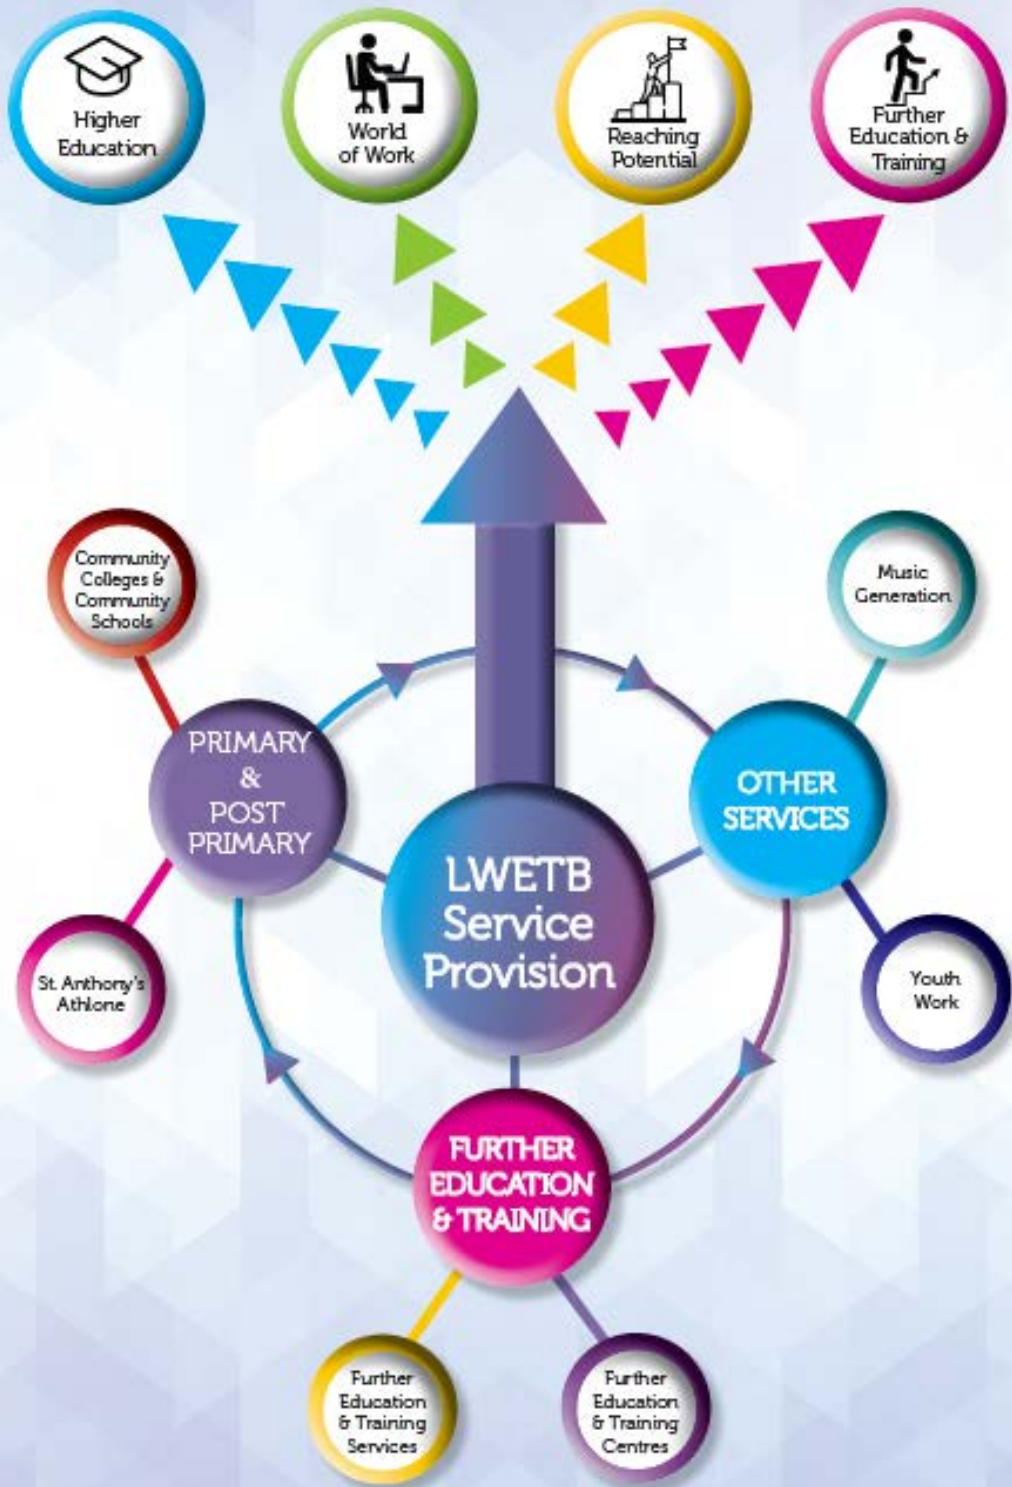 Higher
Education
World
of Work
Reaching
Potential
Further
Education &
Training
Community
Colleges &
Community
Schools
Music
Generation
PRIMARY
&
POST
PRIMARY
OTHER
SERVICES
LWETB
Service
Provision
St. Anthony's
Athlone
Youth
Work
FURTHER
EDUCATION
& TRAINING
Further
Education
& Training
Services
Further
Education
& Training
Centres